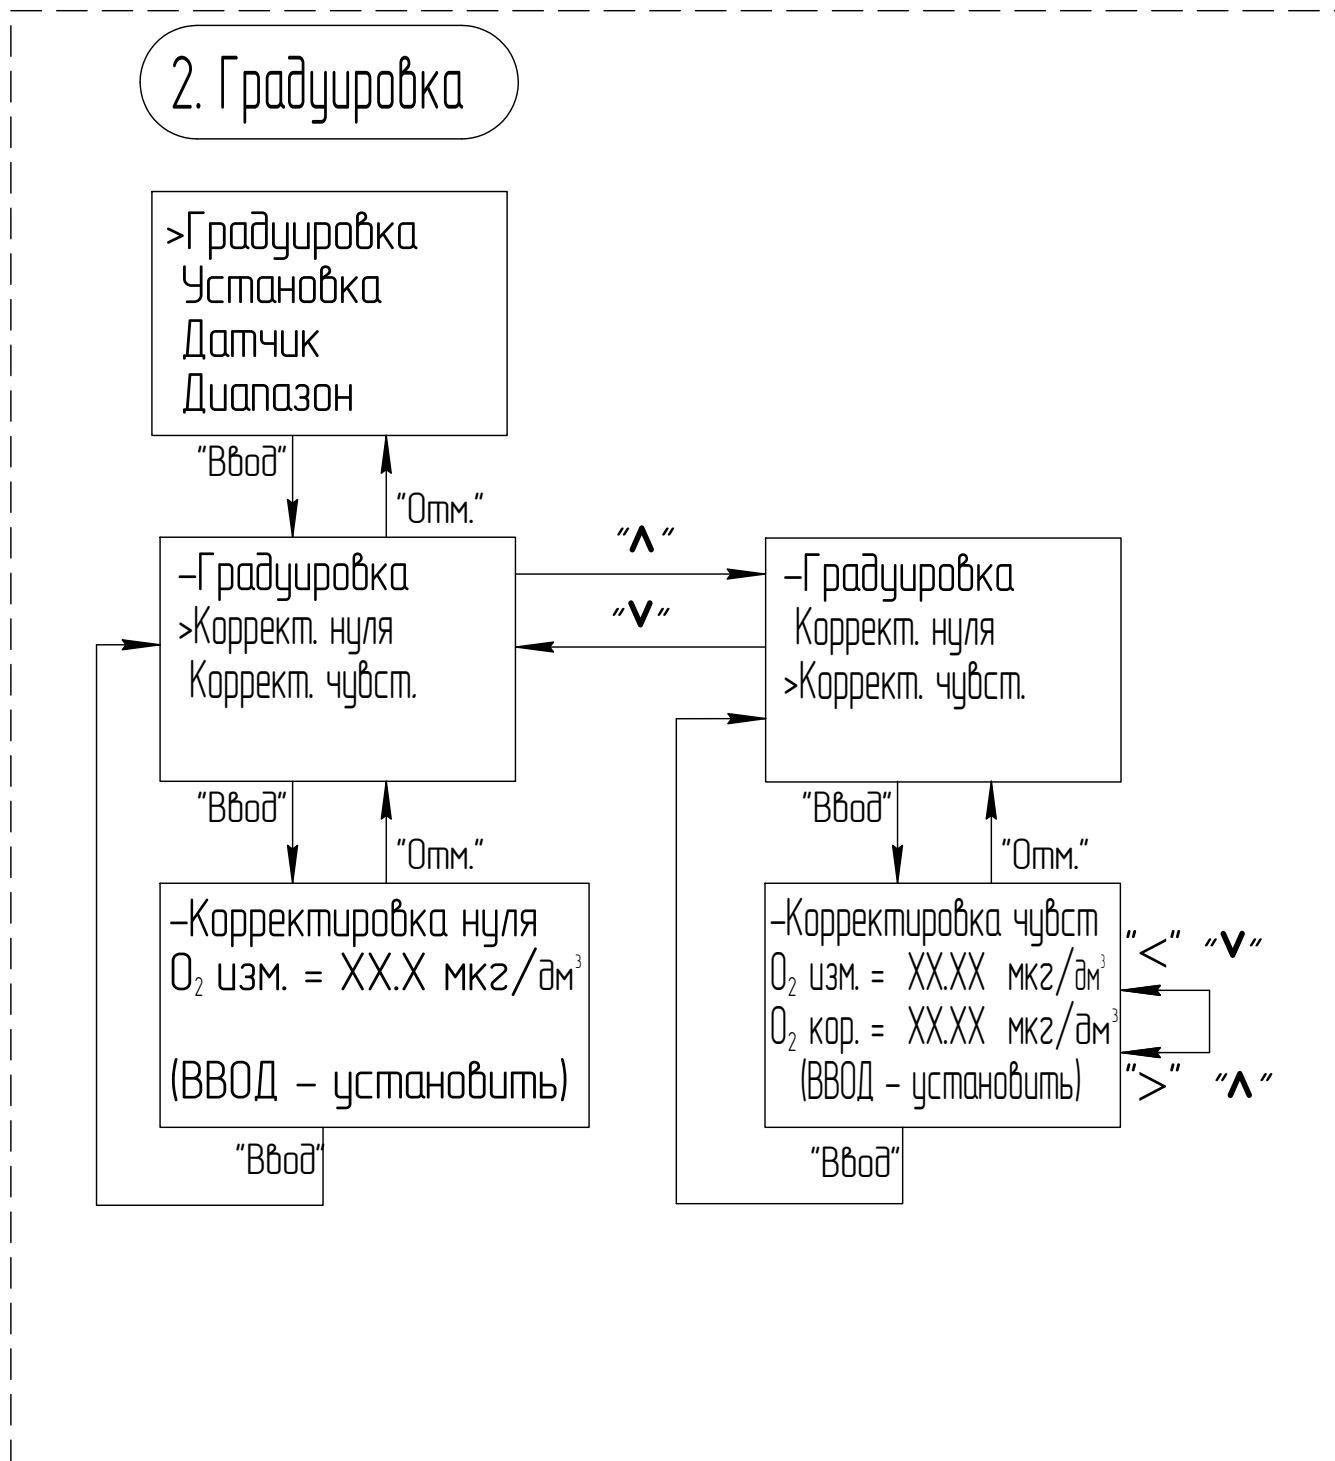 2. Градуировка
>Градуировка
Установка
Датчик
Диапазон
"Ввод"
"Отм."
–Градуировка
>Коррект. нуля
Коррект. чувст.
"Λ"
"V"
–Градуировка
Коррект. нуля
>Коррект. чувст.
"Ввод"
"Отм."
"Ввод"
"Отм."
–Корректировка нуля
O₂ изм. = XX.X мкг/дм³
(ВВОД – установить)
"Ввод"
–Корректировка чувст
O₂ изм. = XX.XX мкг/дм³
O₂ кор. = XX.XX мкг/дм³
(ВВОД – установить)
"<" "V"
">" "Λ"
"Ввод"